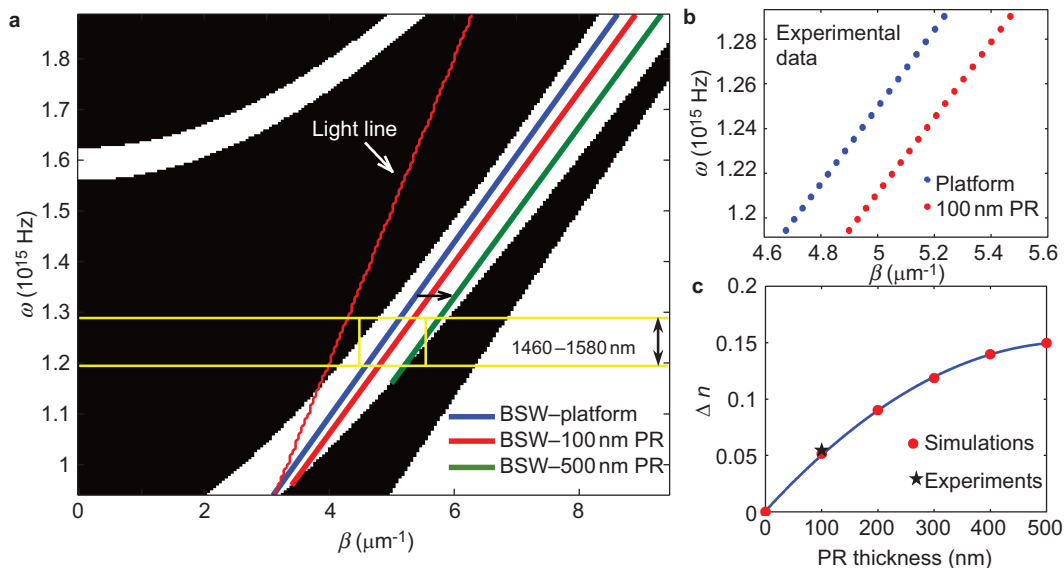 a
1.8
1.7
1.6
1.5
1.4
1.3
1.2
1.1
1
ω (10¹⁵ Hz)
Light line
1460–1580 nm
BSW–platform
BSW–100 nm PR
BSW–500 nm PR
0 2 4 6 8
β (μm⁻¹)
b
Experimental
data
1.28
1.26
1.24
1.22
1.2
ω (10¹⁵ Hz)
Platform
100 nm PR
4.6 4.8 5 5.2 5.4 5.6
β (μm⁻¹)
c
0.2
0.15
0.1
0.05
0
Δ n
Simulations
Experiments
0 100 200 300 400 500
PR thickness (nm)